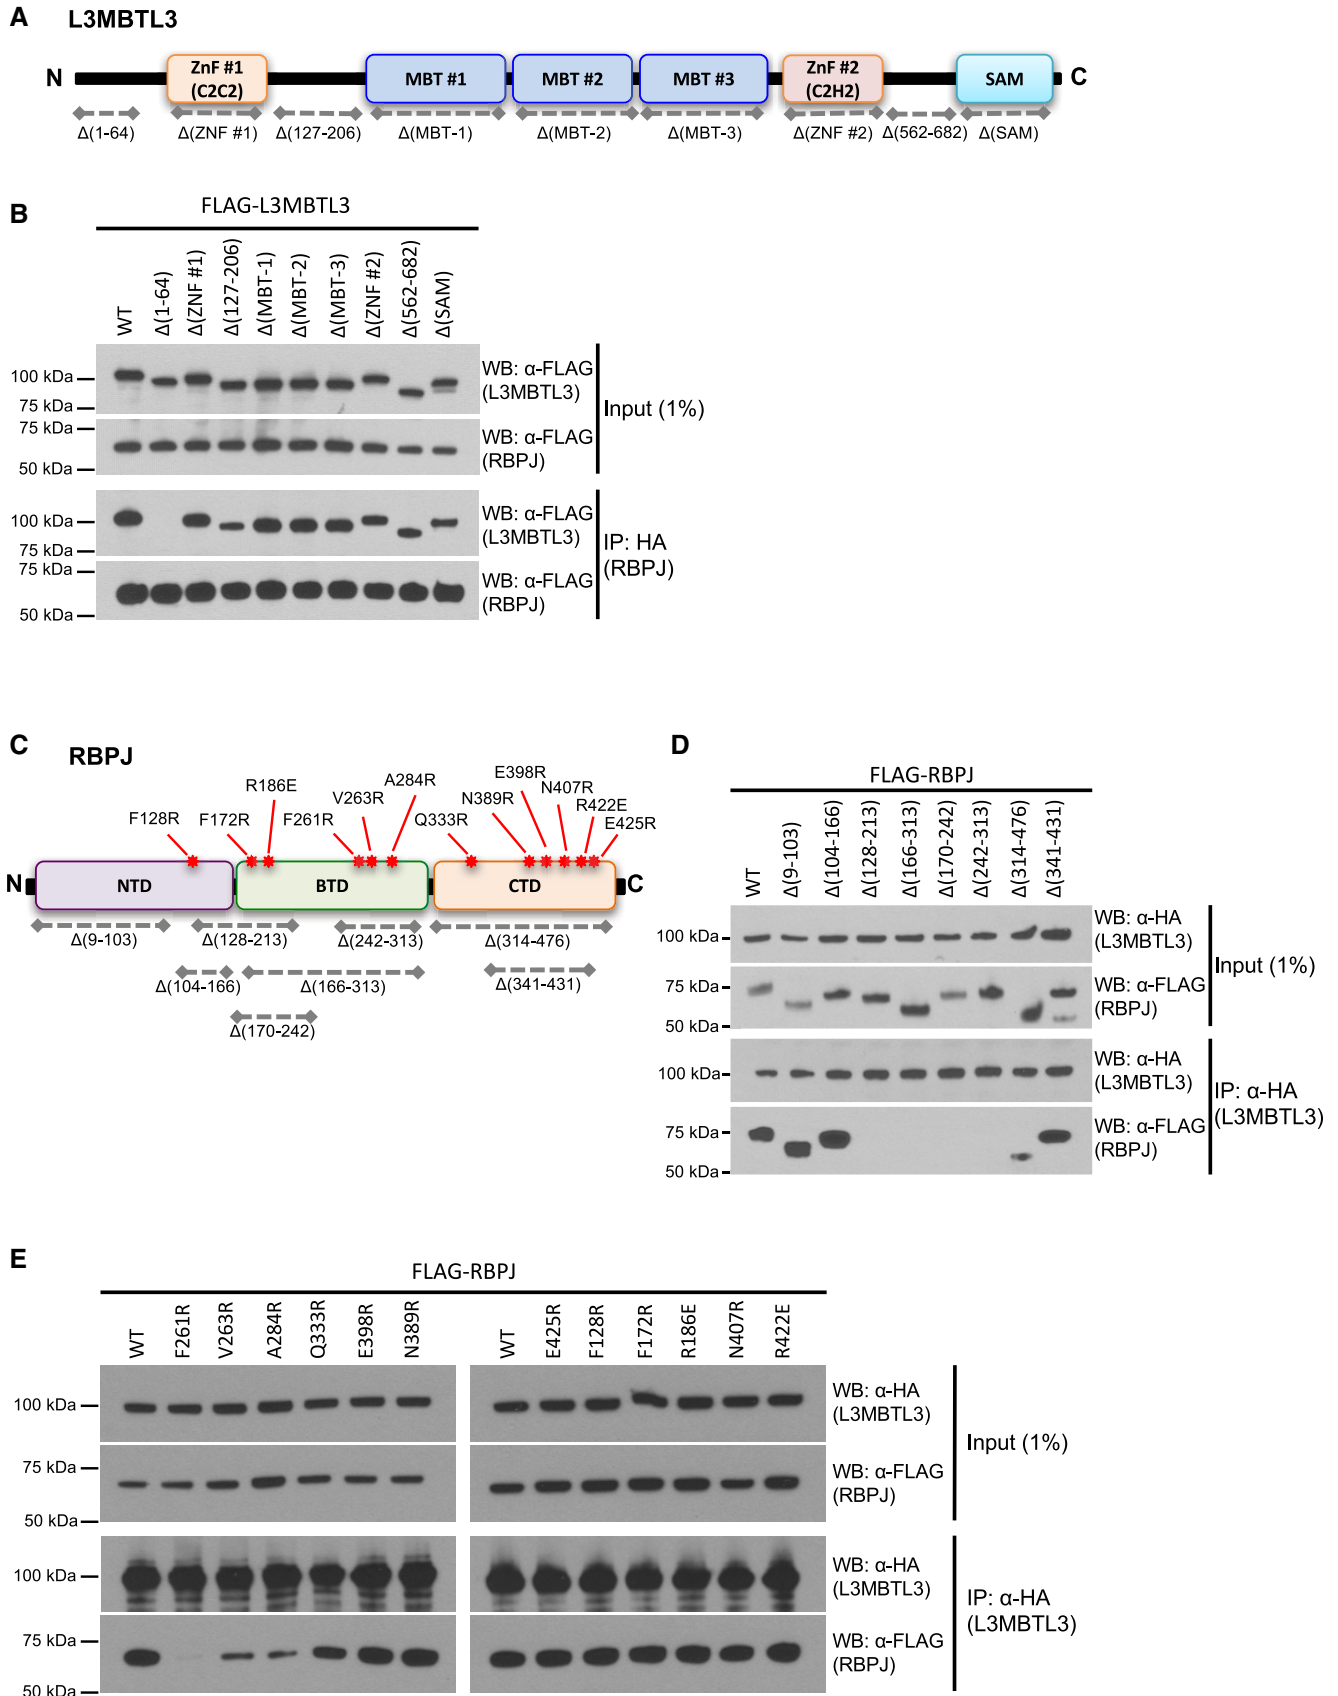 A
L3MBTL3
N
ZnF #1
(C2C2)
MBT #1
MBT #2
MBT #3
ZnF #2
(C2H2)
SAM
C
Δ(1-64)
Δ(ZNF #1)
Δ(127-206)
Δ(MBT-1)
Δ(MBT-2)
Δ(MBT-3)
Δ(ZNF #2)
Δ(562-682)
Δ(SAM)
B
FLAG-L3MBTL3
WT
Δ(1-64)
Δ(ZNF #1)
Δ(127-206)
Δ(MBT-1)
Δ(MBT-2)
Δ(MBT-3)
Δ(ZNF #2)
Δ(562-682)
Δ(SAM)
100 kDa
75 kDa
WB: α-FLAG
(L3MBTL3)
75 kDa
50 kDa
WB: α-FLAG
(RBPJ)
Input (1%)
100 kDa
75 kDa
WB: α-FLAG
(L3MBTL3)
75 kDa
50 kDa
WB: α-FLAG
(RBPJ)
IP: HA
(RBPJ)
C
RBPJ
F128R
F172R
R186E
F261R
V263R
A284R
Q333R
N389R
E398R
N407R
R422E
E425R
N
NTD
BTD
CTD
C
Δ(9-103)
Δ(128-213)
Δ(242-313)
Δ(314-476)
Δ(104-166)
Δ(166-313)
Δ(341-431)
Δ(170-242)
D
FLAG-RBPJ
WT
Δ(9-103)
Δ(104-166)
Δ(128-213)
Δ(166-313)
Δ(170-242)
Δ(242-313)
Δ(314-476)
Δ(341-431)
100 kDa
WB: α-HA
(L3MBTL3)
75 kDa
50 kDa
WB: α-FLAG
(RBPJ)
Input (1%)
100 kDa
WB: α-HA
(L3MBTL3)
75 kDa
50 kDa
WB: α-FLAG
(RBPJ)
IP: α-HA
(L3MBTL3)
E
FLAG-RBPJ
WT
F261R
V263R
A284R
Q333R
E398R
N389R
WT
E425R
F128R
F172R
R186E
N407R
R422E
100 kDa
WB: α-HA
(L3MBTL3)
75 kDa
50 kDa
WB: α-FLAG
(RBPJ)
Input (1%)
100 kDa
WB: α-HA
(L3MBTL3)
75 kDa
50 kDa
WB: α-FLAG
(RBPJ)
IP: α-HA
(L3MBTL3)